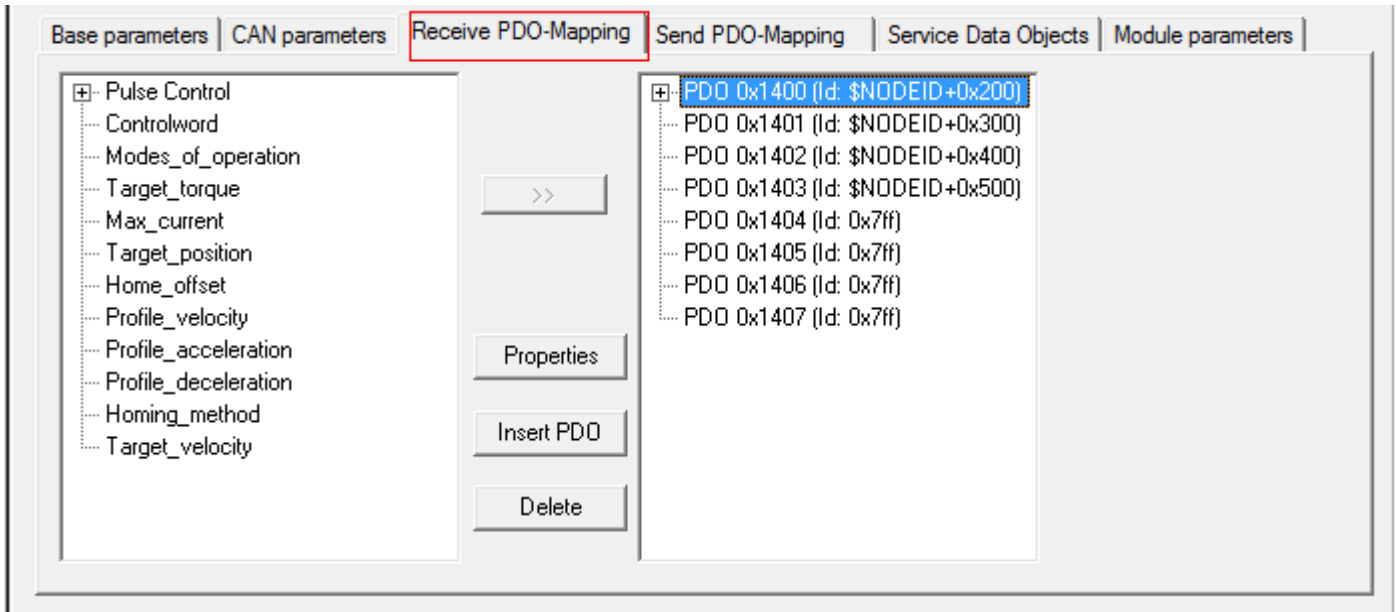 Base parameters
CAN parameters
Receive PDO-Mapping
Send PDO-Mapping
Service Data Objects
Module parameters
Pulse Control
Controlword
Modes_of_operation
Target_torque
Max_current
Target_position
Home_offset
Profile_velocity
Profile_acceleration
Profile_deceleration
Homing_method
Target_velocity
>>
Properties
Insert PDO
Delete
PDO 0x1400 (Id: $NODEID+0x200)
PDO 0x1401 (Id: $NODEID+0x300)
PDO 0x1402 (Id: $NODEID+0x400)
PDO 0x1403 (Id: $NODEID+0x500)
PDO 0x1404 (Id: 0x7ff)
PDO 0x1405 (Id: 0x7ff)
PDO 0x1406 (Id: 0x7ff)
PDO 0x1407 (Id: 0x7ff)